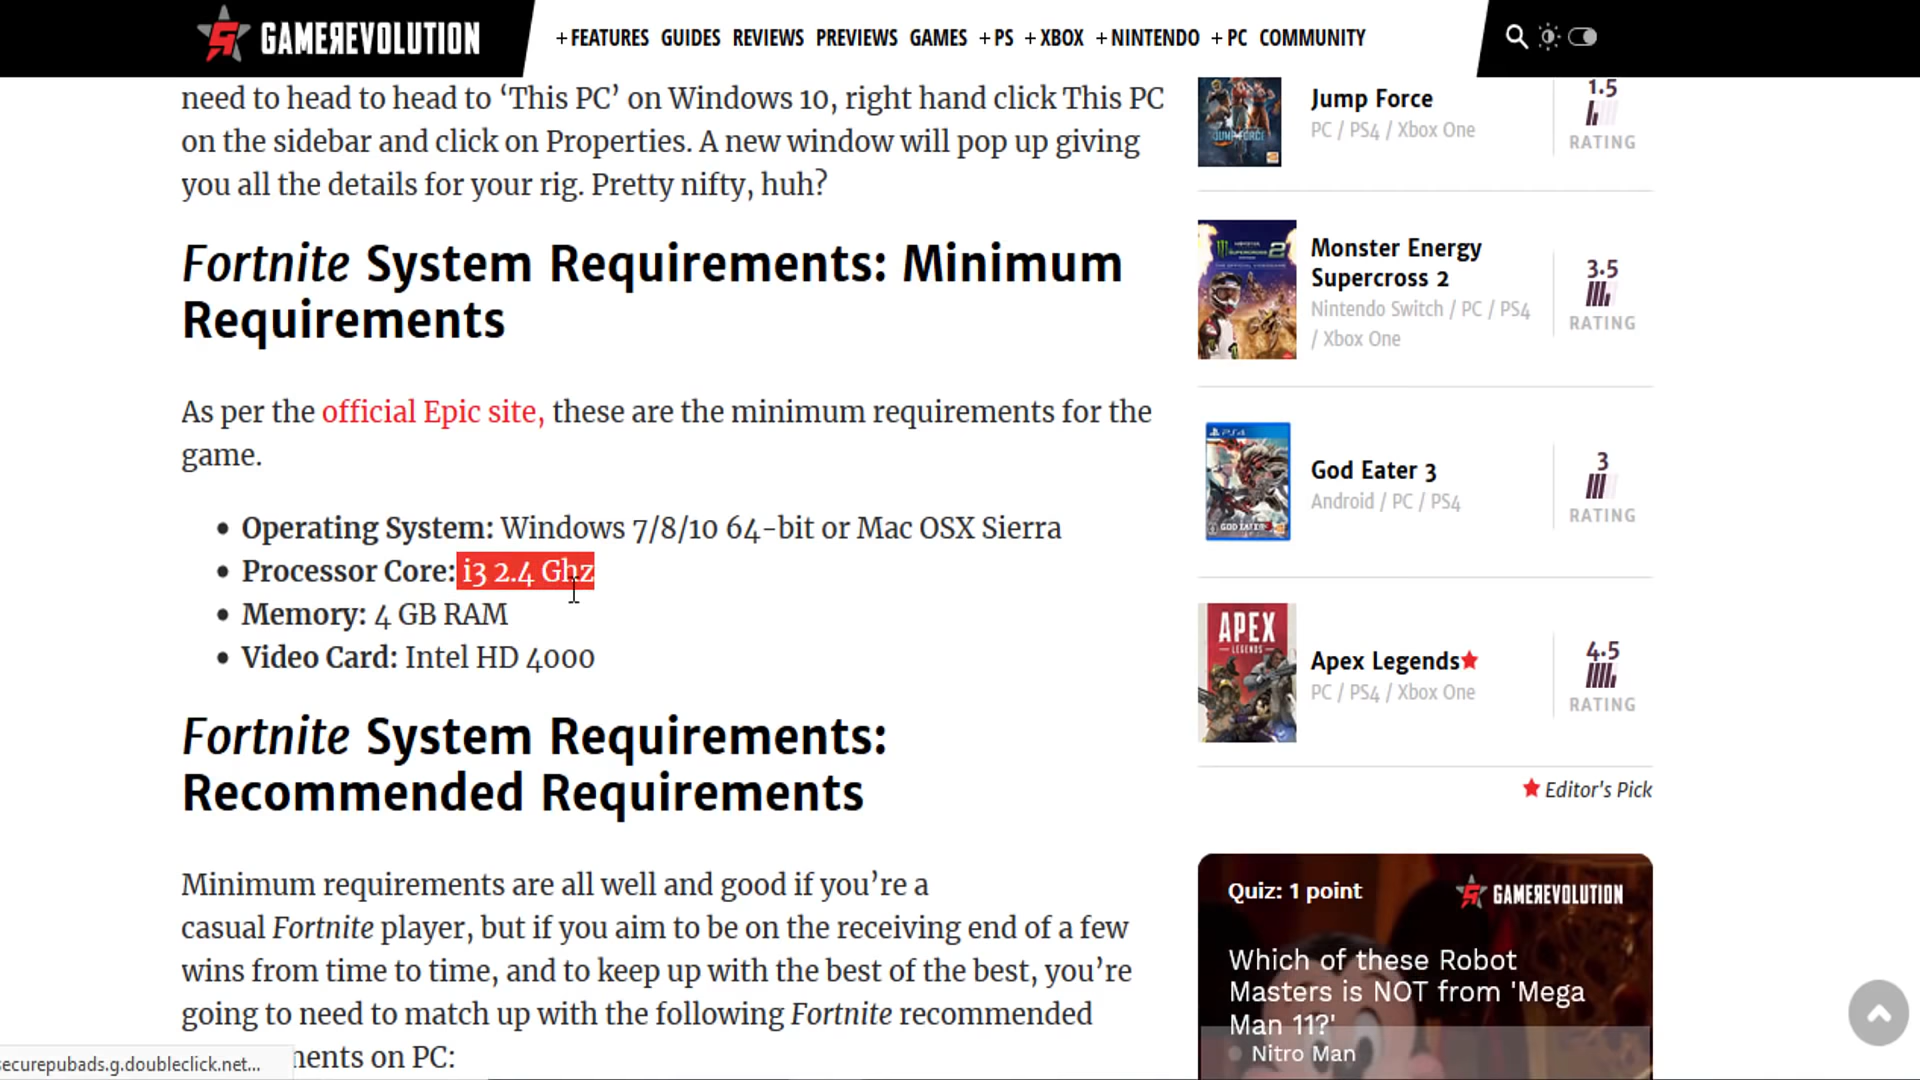 GAMEREVOLUTION
+ FEATURES GUIDES REVIEWS PREVIEWS GAMES + PS + XBOX + NINTENDO + PC COMMUNITY
need to head to head to ‘This PC’ on Windows 10, right hand click This PC
on the sidebar and click on Properties. A new window will pop up giving
you all the details for your rig. Pretty nifty, huh?
Fortnite System Requirements: Minimum
Requirements
As per the official Epic site, these are the minimum requirements for the
game.
• Operating System: Windows 7/8/10 64-bit or Mac OSX Sierra
• Processor Core: i3 2.4 Ghz
• Memory: 4 GB RAM
• Video Card: Intel HD 4000
Fortnite System Requirements:
Recommended Requirements
Minimum requirements are all well and good if you’re a
casual Fortnite player, but if you aim to be on the receiving end of a few
wins from time to time, and to keep up with the best of the best, you’re
going to need to match up with the following Fortnite recommended
ments on PC:
securepubads.g.doubleclick.net...
JUMP FORCE
Jump Force
PC / PS4 / Xbox One
1.5
RATING
Monster Energy
Supercross 2
Nintendo Switch / PC / PS4
/ Xbox One
3.5
RATING
PS4
GOD EATER 3
God Eater 3
Android / PC / PS4
3
RATING
APEX
LEGENDS
Apex Legends
PC / PS4 / Xbox One
4.5
RATING
Editor's Pick
Quiz: 1 point
GAMEREVOLUTION
Which of these Robot
Masters is NOT from 'Mega
Man 11?'
Nitro Man